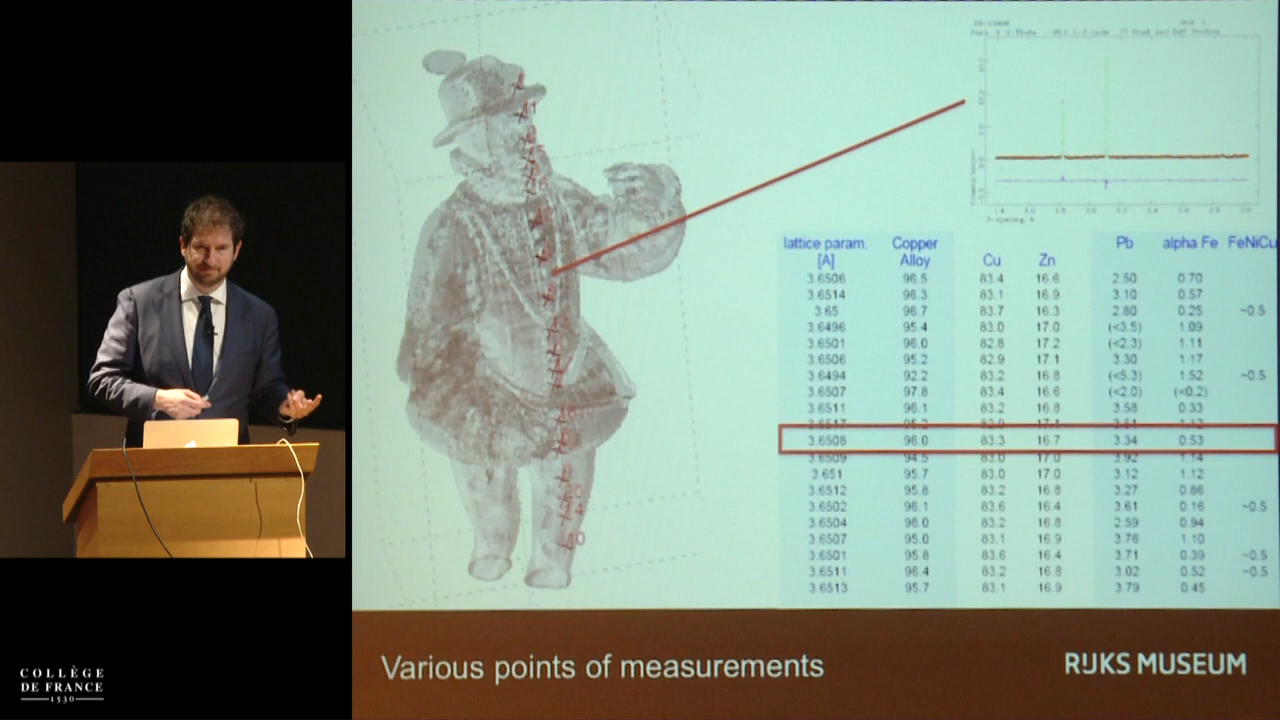 COLLÈGE
DE FRANCE
1530
lattice param. Copper Pb alpha Fe FeNiCu
[A] Alloy Cu Zn
3.6506 96.5 83.4 16.6 2.50 0.70
3.6514 96.3 83.1 16.9 3.10 0.57
3.65 96.7 83.7 16.3 2.80 0.25 ~0.5
3.6496 95.4 83.0 17.0 (<3.5) 1.09
3.6501 96.0 82.8 17.2 (<2.3) 1.11
3.6506 95.2 82.9 17.1 3.30 1.17
3.6494 92.2 83.2 16.8 (<5.3) 1.52 ~0.5
3.6507 97.8 83.4 16.6 (<2.0) (<0.2)
3.6511 96.1 83.2 16.8 3.58 0.33
3.6508 96.0 83.3 16.7 3.34 0.53
3.6509 94.5 83.0 17.0 3.92 1.14
3.651 95.7 83.0 17.0 3.12 1.12
3.6512 95.8 83.2 16.8 3.27 0.86
3.6502 96.1 83.6 16.4 3.61 0.16 ~0.5
3.6504 96.0 83.2 16.8 2.59 0.94
3.6507 95.0 83.1 16.9 3.76 1.10
3.6501 95.8 83.6 16.4 3.71 0.39 ~0.5
3.6511 96.4 83.2 16.8 3.02 0.52 ~0.5
3.6513 95.7 83.1 16.9 3.79 0.45
Various points of measurements
RIJKS MUSEUM